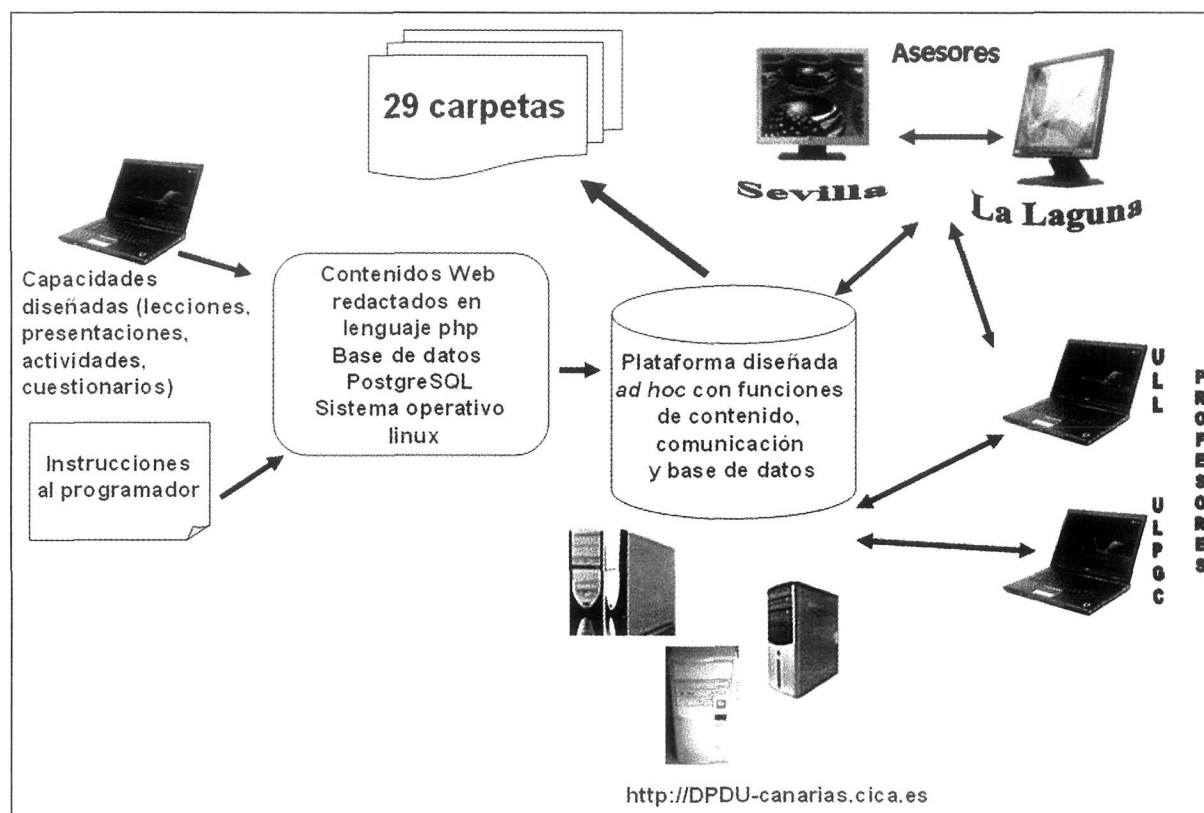 29 carpetas
Asesores
Sevilla
La Laguna
Capacidades
diseñadas (lecciones,
presentaciones,
actividades,
cuestionarios)
Instrucciones
al programador
Contenidos Web
redactados en
lenguaje php
Base de datos
PostgreSQL
Sistema operativo
linux
Plataforma diseñada
ad hoc con funciones
de contenido,
comunicación
y base de datos
ULL
ULPGC
PROFESORES
http://DPDU-canarias.cica.es